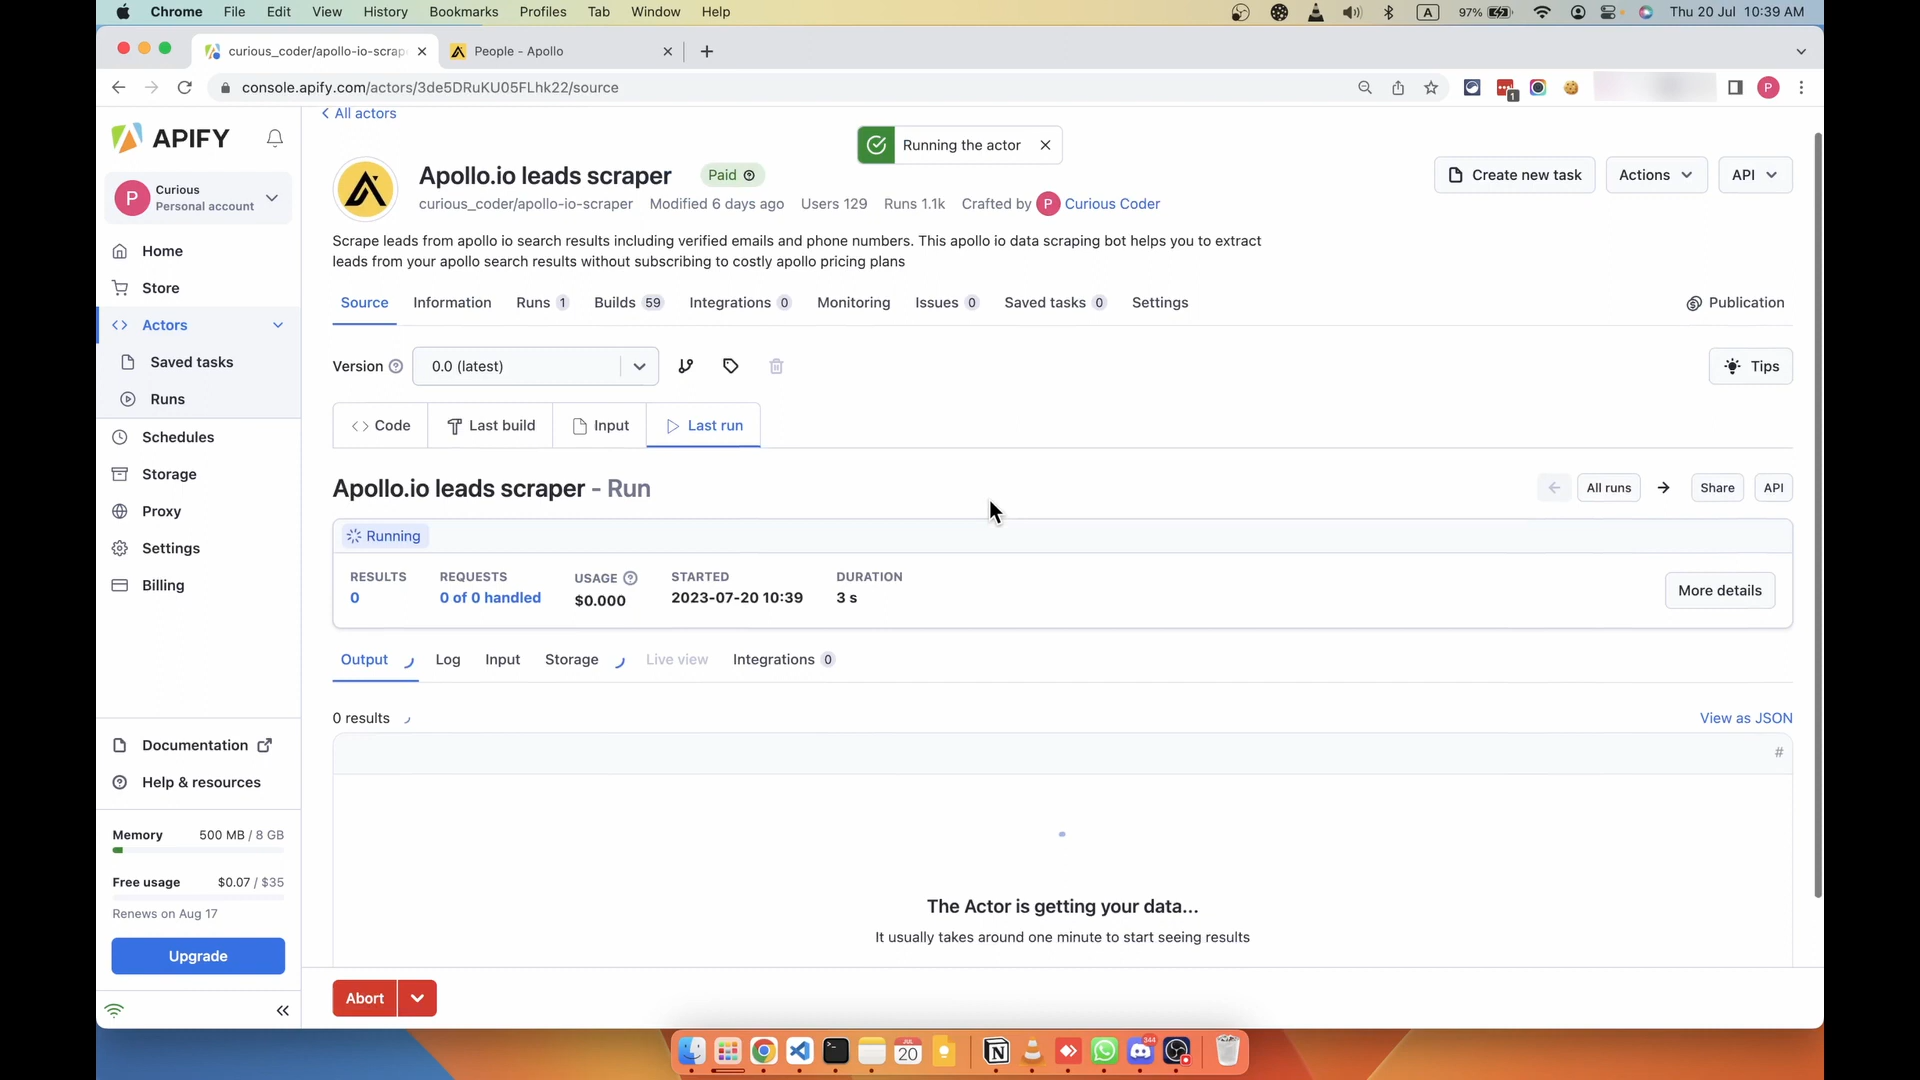 Chrome File Edit View History Bookmarks Profiles Tab Window Help A 97% Thu 20 Jul 10:39 AM
curious_coder/apollo-io-scrap People - Apollo
console.apify.com/actors/3de5DRuKU05FLhk22/source 1 P
All actors
APIFY
Running the actor
P Curious
Personal account
Apollo.io leads scraper Paid
Create new task Actions API
curious_coder/apollo-io-scraper Modified 6 days ago Users 129 Runs 1.1k Crafted by P Curious Coder
Scrape leads from apollo io search results including verified emails and phone numbers. This apollo io data scraping bot helps you to extract
leads from your apollo search results without subscribing to costly apollo pricing plans
Home
Store
Actors
Saved tasks
Runs
Schedules
Storage
Proxy
Settings
Billing
Source Information Runs 1 Builds 59 Integrations 0 Monitoring Issues 0 Saved tasks 0 Settings Publication
Version 0.0 (latest) Tips
Code Last build Input Last run
Apollo.io leads scraper - Run All runs Share API
Running
RESULTS REQUESTS USAGE STARTED DURATION
0 0 of 0 handled $0.000 2023-07-20 10:39 3 s
More details
Output Log Input Storage Live view Integrations 0
0 results View as JSON
#
The Actor is getting your data...
It usually takes around one minute to start seeing results
Documentation
Help & resources
Memory 500 MB / 8 GB
Free usage $0.07 / $35
Renews on Aug 17
Upgrade
Abort
JUL
20
344